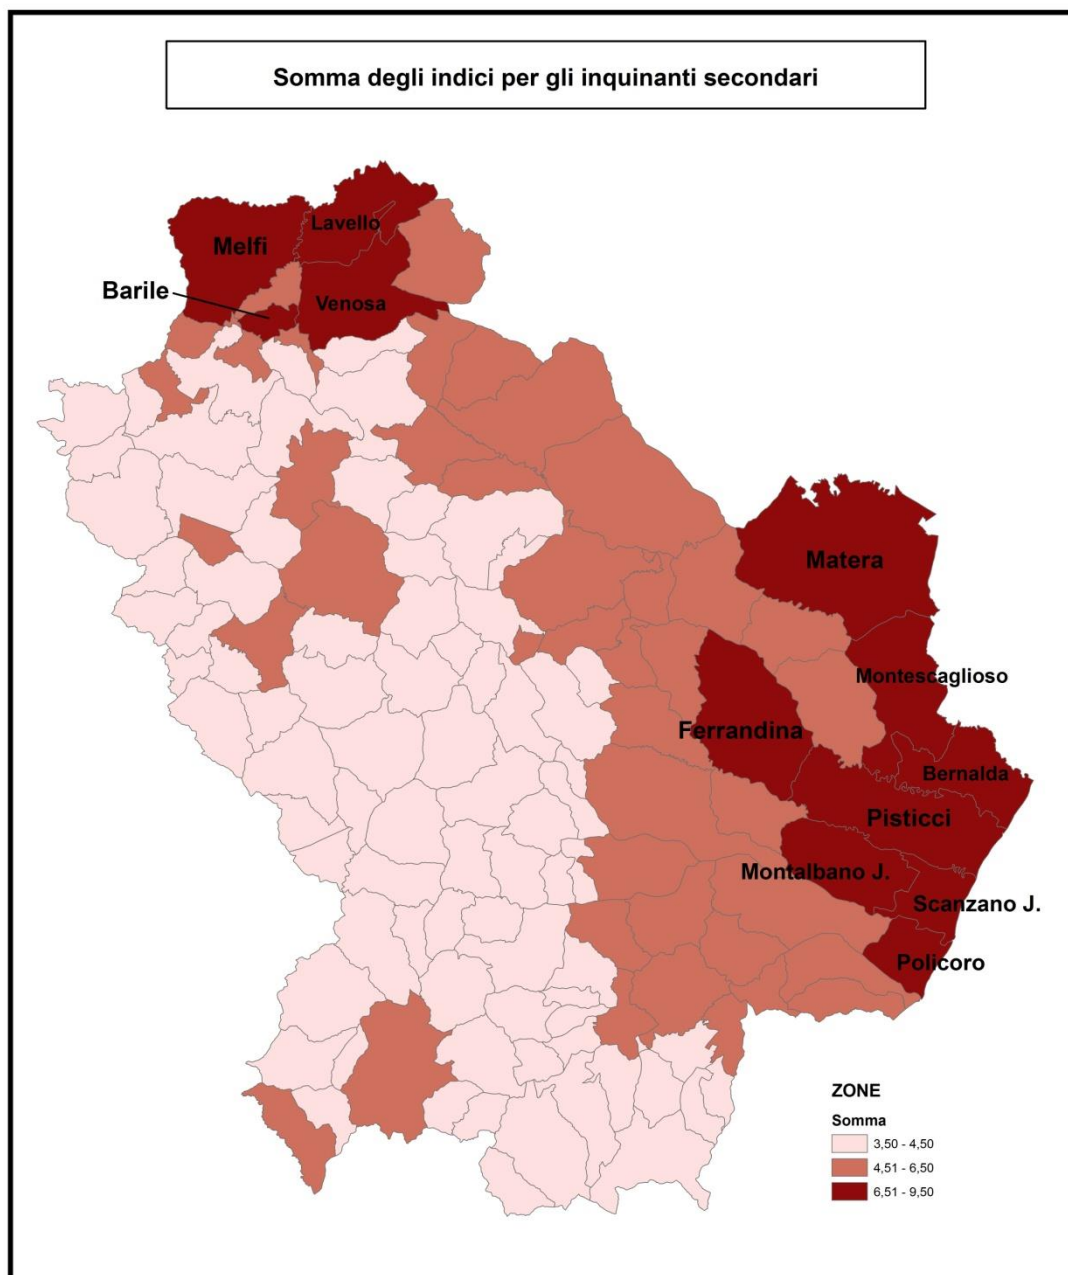 Somma degli indici per gli inquinanti secondari
Lavello
Melfi
Barile
Venosa
Matera
Montescaglioso
Ferrandina
Bernalda
Pisticci
Montalbano J.
Scanzano J.
Policoro
ZONE
Somma
3,50 - 4,50
4,51 - 6,50
6,51 - 9,50